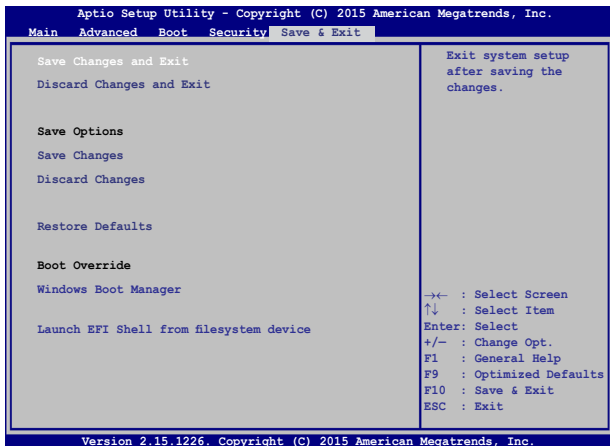 Aptio Setup Utility - Copyright (C) 2015 American Megatrends, Inc.
Main Advanced Boot Security Save & Exit
Save Changes and Exit
Discard Changes and Exit
Save Options
Save Changes
Discard Changes
Restore Defaults
Boot Override
Windows Boot Manager
Launch EFI Shell from filesystem device
Exit system setup
after saving the
changes.
→← : Select Screen
↑↓ : Select Item
Enter: Select
+/— : Change Opt.
F1 : General Help
F9 : Optimized Defaults
F10 : Save & Exit
ESC : Exit
Version 2.15.1226. Copyright (C) 2015 American Megatrends, Inc.